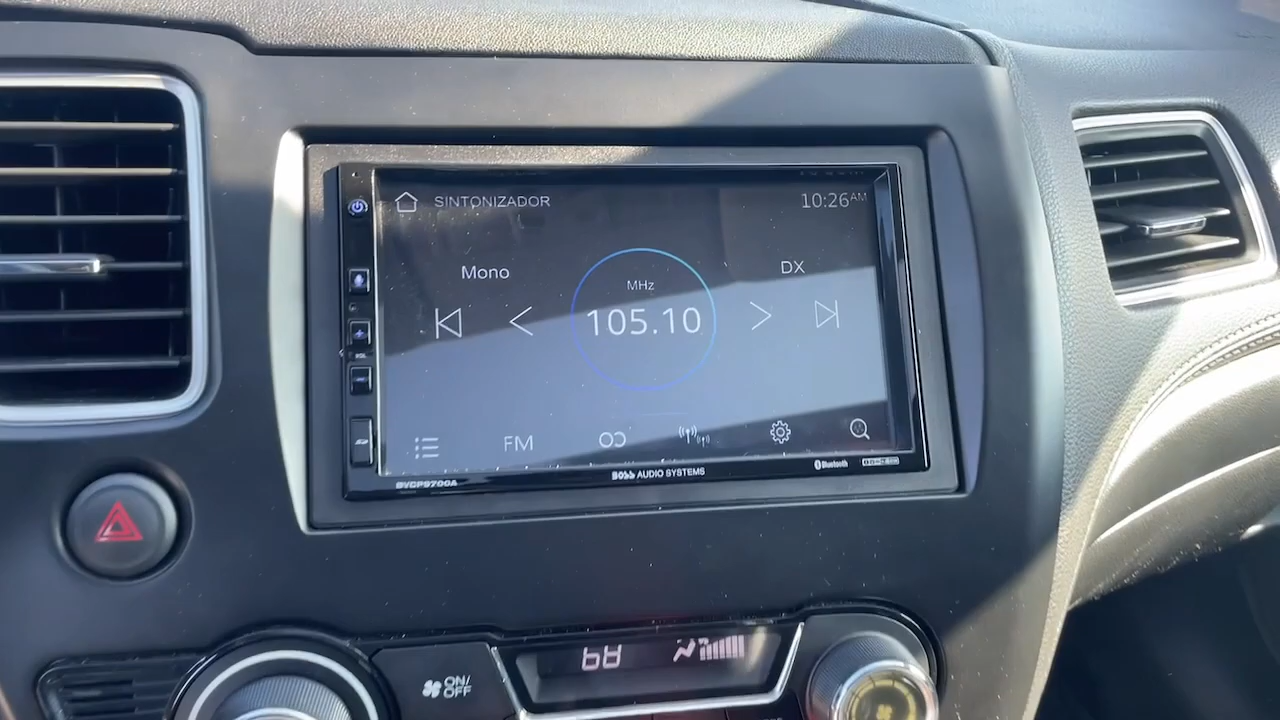 SINTONIZADOR 10:26AM
Mono DX
MHz
105.10
FM
BVCP9700A BOSS AUDIO SYSTEMS Bluetooth
68
ON/
OFF